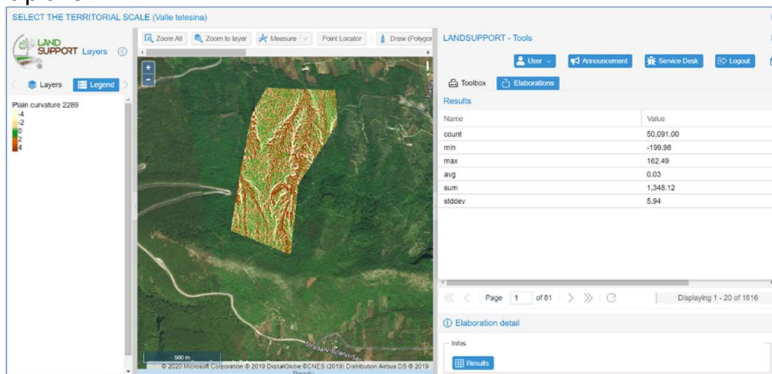 SELECT THE TERRITORIAL SCALE (Valle telesina)
LAND
SUPPORT Layers
Layers
Legend
Plain curvature 2289
-4
-2
0
2
4
Zoom All
Zoom to layer
Measure
Point Locator
Draw (Polygon
+
-
500 m
© 2020 Microsoft Corporation © 2019 DigitalGlobe ©CNES (2019) Distribution Airbus DS © 2019
LANDSUPPORT - Tools
User
Announcement
Service Desk
Logout
Toolbox
Elaborations
Results
Name Value
count 50,091.00
min -199.98
max 162.49
avg 0.03
sum 1,348.12
stddev 5.94
Page 1 of 81
Displaying 1 - 20 of 1616
Elaboration detail
Infos
Results